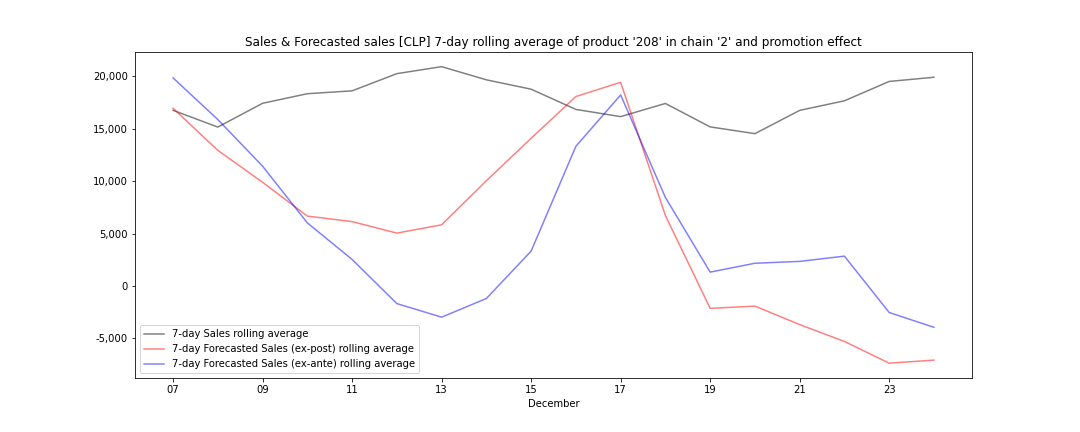 Sales & Forecasted sales [CLP] 7-day rolling average of product '208' in chain '2' and promotion effect
20,000
15,000
10,000
5,000
0
-5,000
7-day Sales rolling average
7-day Forecasted Sales (ex-post) rolling average
7-day Forecasted Sales (ex-ante) rolling average
07 09 11 13 15 17 19 21 23
December